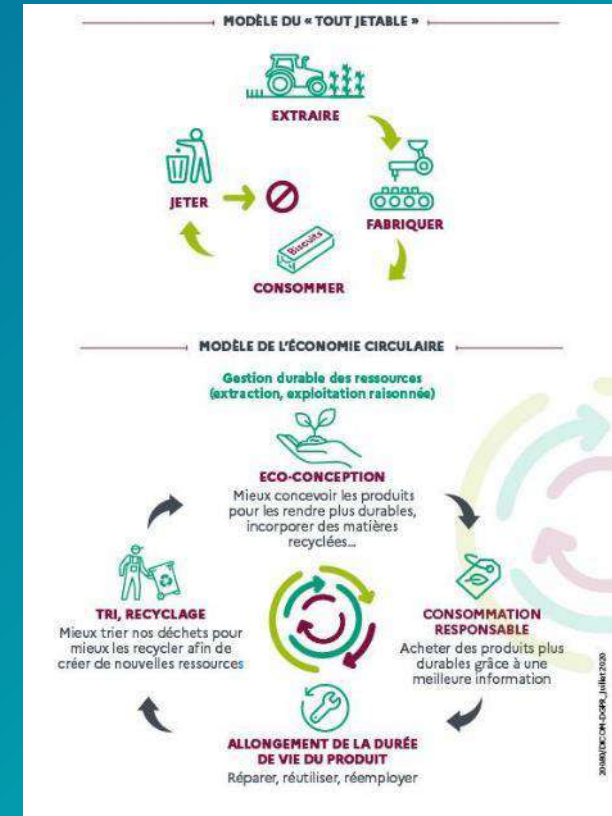 MODÈLE DU « TOUT JETABLE »
EXTRAIRE
FABRIQUER
Biscuits
CONSOMMER
JETER
MODÈLE DE L'ÉCONOMIE CIRCULAIRE
Gestion durable des ressources
(extraction, exploitation raisonnée)
ECO-CONCEPTION
Mieux concevoir les produits
pour les rendre plus durables,
incorporer des matières
recyclées…
CONSOMMATION
RESPONSABLE
Acheter des produits plus
durables grâce à une
meilleure information
ALLONGEMENT DE LA DURÉE
DE VIE DU PRODUIT
Réparer, réutiliser, réemployer
TRI, RECYCLAGE
Mieux trier nos déchets pour
mieux les recycler afin de
créer de nouvelles ressources